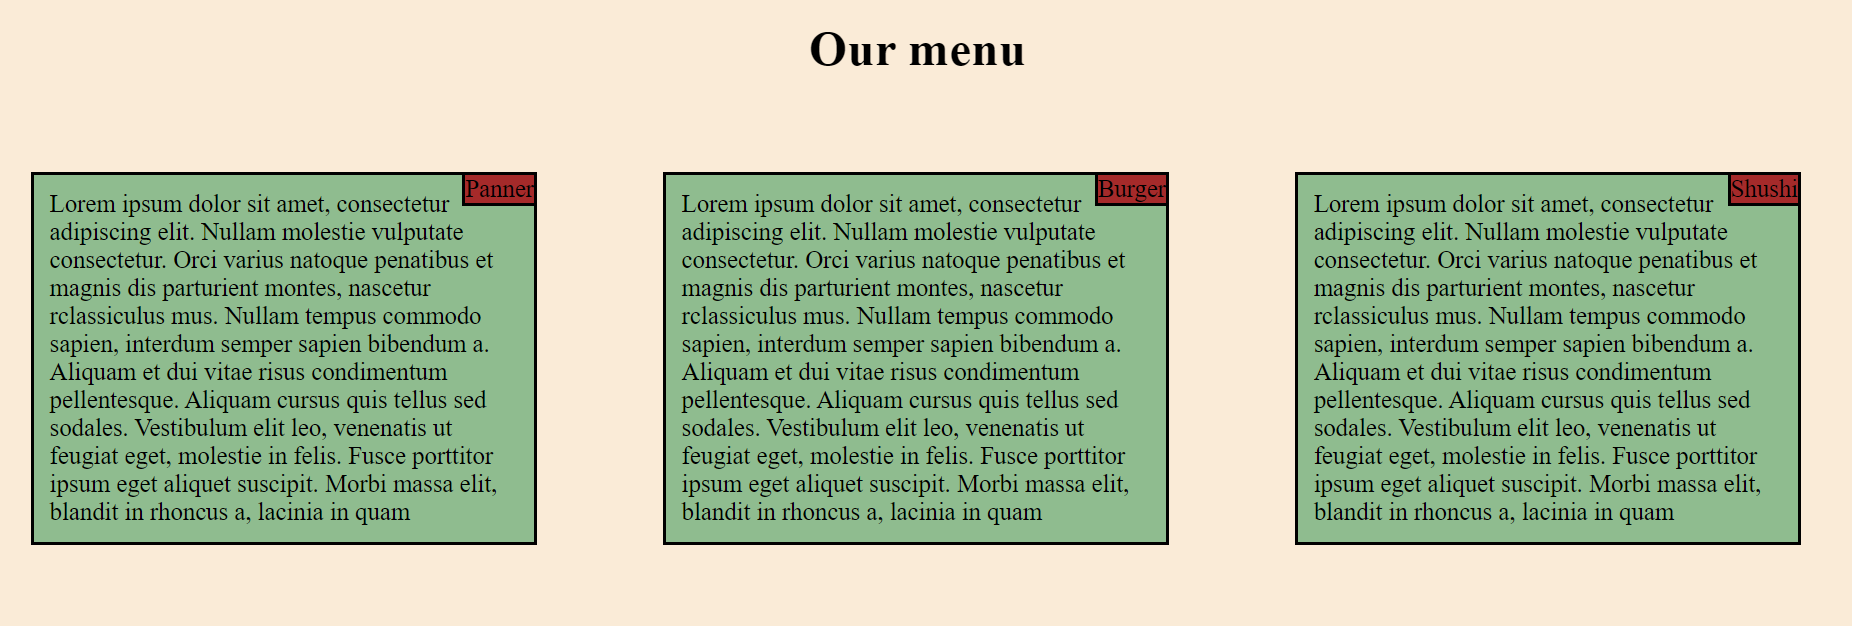 Our menu
Panner
Lorem ipsum dolor sit amet, consectetur
adipiscing elit. Nullam molestie vulputate
consectetur. Orci varius natoque penatibus et
magnis dis parturient montes, nascetur
rclassiculus mus. Nullam tempus commodo
sapien, interdum semper sapien bibendum a.
Aliquam et dui vitae risus condimentum
pellentesque. Aliquam cursus quis tellus sed
sodales. Vestibulum elit leo, venenatis ut
feugiat eget, molestie in felis. Fusce porttitor
ipsum eget aliquet suscipit. Morbi massa elit,
blandit in rhoncus a, lacinia in quam
Burger
Lorem ipsum dolor sit amet, consectetur
adipiscing elit. Nullam molestie vulputate
consectetur. Orci varius natoque penatibus et
magnis dis parturient montes, nascetur
rclassiculus mus. Nullam tempus commodo
sapien, interdum semper sapien bibendum a.
Aliquam et dui vitae risus condimentum
pellentesque. Aliquam cursus quis tellus sed
sodales. Vestibulum elit leo, venenatis ut
feugiat eget, molestie in felis. Fusce porttitor
ipsum eget aliquet suscipit. Morbi massa elit,
blandit in rhoncus a, lacinia in quam
Shushi
Lorem ipsum dolor sit amet, consectetur
adipiscing elit. Nullam molestie vulputate
consectetur. Orci varius natoque penatibus et
magnis dis parturient montes, nascetur
rclassiculus mus. Nullam tempus commodo
sapien, interdum semper sapien bibendum a.
Aliquam et dui vitae risus condimentum
pellentesque. Aliquam cursus quis tellus sed
sodales. Vestibulum elit leo, venenatis ut
feugiat eget, molestie in felis. Fusce porttitor
ipsum eget aliquet suscipit. Morbi massa elit,
blandit in rhoncus a, lacinia in quam